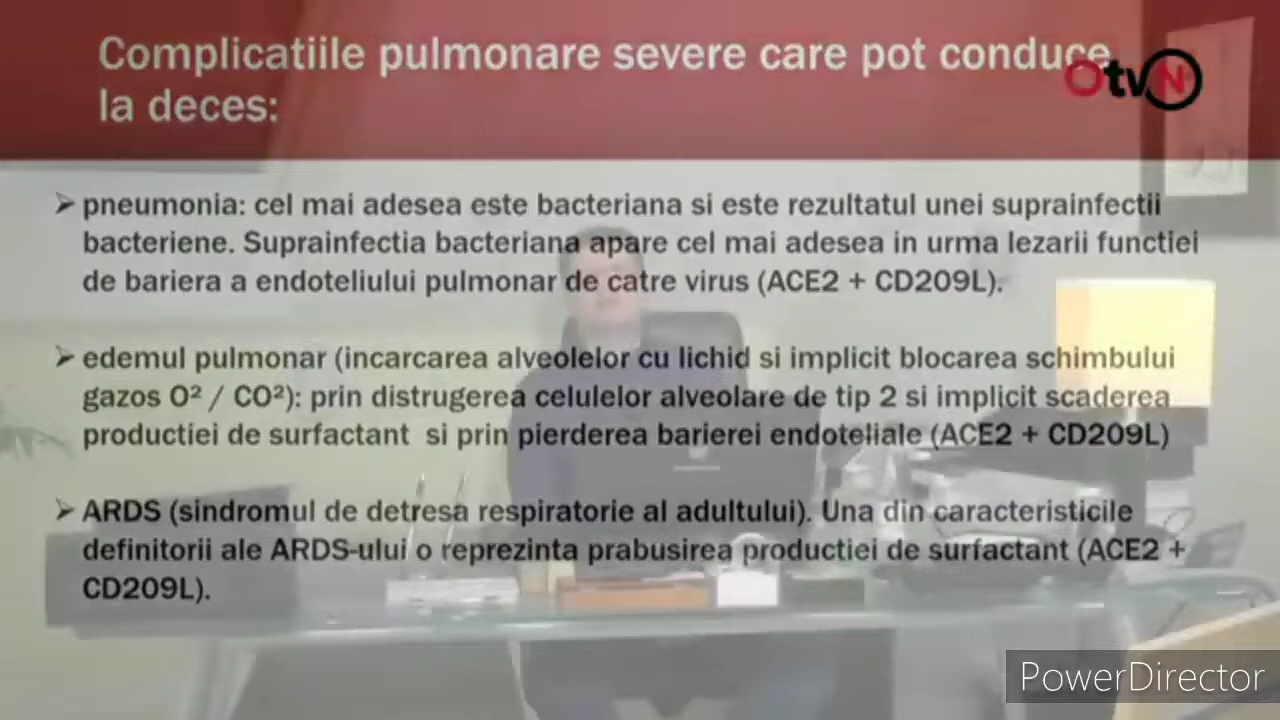 Complicatiile pulmonare severe care pot conduce
la deces:
OtvN
➢ pneumonia: cel mai adesea este bacteriana si este rezultatul unei suprainfectii
bacteriene. Suprainfectia bacteriana apare cel mai adesea in urma lezarii functiei
de bariera a endoteliului pulmonar de catre virus (ACE2 + CD209L).
➢ edemul pulmonar (incarcarea alveolelor cu lichid si implicit blocarea schimbului
gazos O² / CO²): prin distrugerea celulelor alveolare de tip 2 si implicit scaderea
productiei de surfactant si prin pierderea barierei endoteliale (ACE2 + CD209L)
➢ ARDS (sindromul de detresa respiratorie al adultului). Una din caracteristicile
definitorii ale ARDS-ului o reprezinta prabusirea productiei de surfactant (ACE2 +
CD209L).
PowerDirector